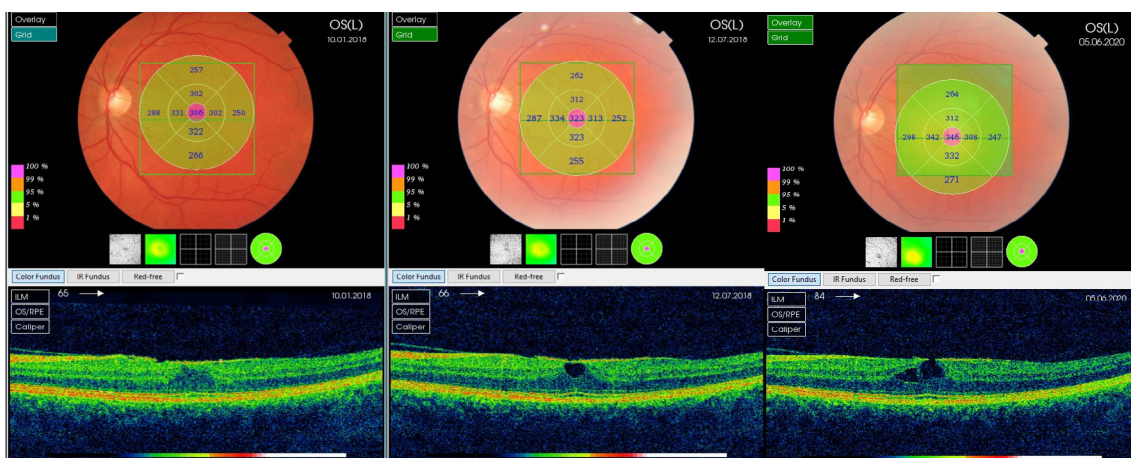 Overlay
Grid
OS(L)
10.01.2018
257
302
288 331 306 302 250
322
266
100 %
99 %
95 %
5 %
1 %
Color Fundus IR Fundus Red-free
65
10.01.2018
ILM
OS/RPE
Caliper
Overlay
Grid
OS(L)
12.07.2018
262
312
287 334 323 313 252
323
255
100 %
99 %
95 %
5 %
1 %
Color Fundus IR Fundus Red-free
66
12.07.2018
ILM
OS/RPE
Caliper
Overlay
Grid
OS(L)
05.06.2020
264
312
298 342 346 308 247
332
271
100 %
99 %
95 %
5 %
1 %
Color Fundus IR Fundus Red-free
84
05.06.2020
ILM
OS/RPE
Caliper